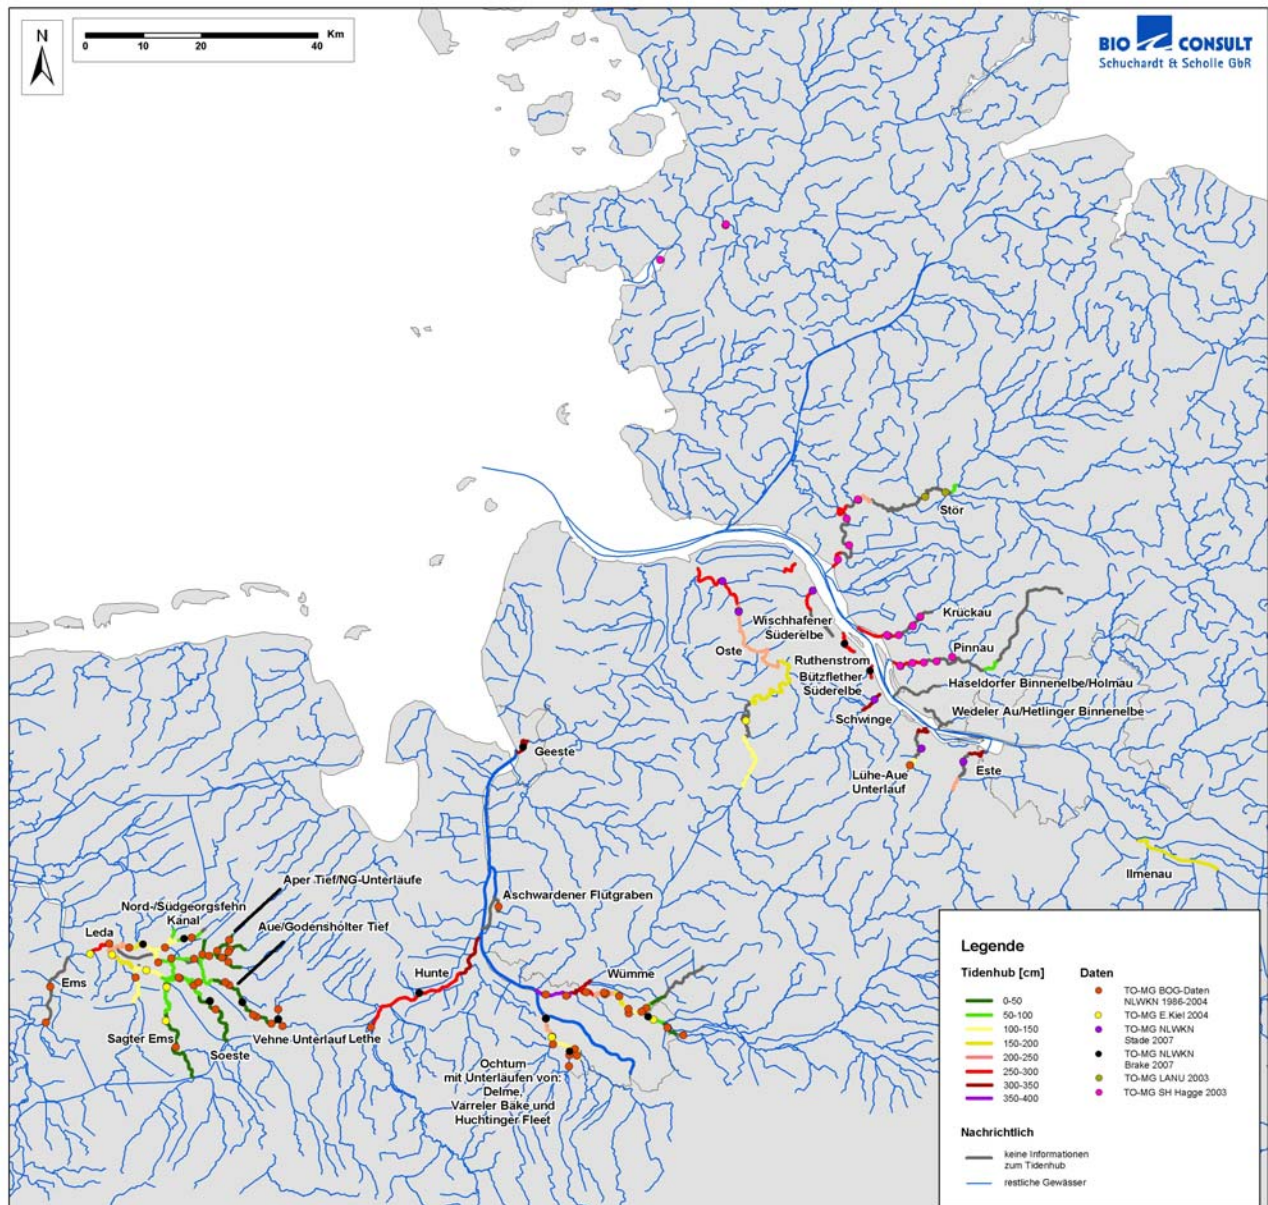 N
Km
0 10 20 40
BIO CONSULT
Schuchardt & Scholle GbR
Stör
Krückau
Wischhafener
Süderelbe
Pinnau
Oste
Ruthenstrom
Bützflether
Süderelbe
Haseldorfer Binnenelbe/Holmau
Wedeler Au/Hetlinger Binnenelbe
Schwinge
Geeste
Lühe-Aue
Unterlauf
Este
Ilmenau
Aper Tief/NG-Unterläufe
Aschwardener Flutgraben
Nord-/Südgeorgsfehn
Kanal
Aue/Godensholter Tief
Leda
Ems
Hunte
Wümme
Sagter Ems
Soeste
Vehne Unterlauf
Lethe
Ochtum
mit Unterläufen von:
Delme,
Varreler Bäke und
Huchtinger Fleet
Legende
Tidenhub [cm]
0-50
50-100
100-150
150-200
200-250
250-300
300-350
350-400
Daten
TO-MG BOG-Daten
NLWKN 1986-2004
TO-MG E.Kiel 2004
TO-MG NLWKN
Stade 2007
TO-MG NLWKN
Brake 2007
TO-MG LANU 2003
TO-MG SH Hagge 2003
Nachrichtlich
keine Informationen
zum Tidenhub
restliche Gewässer